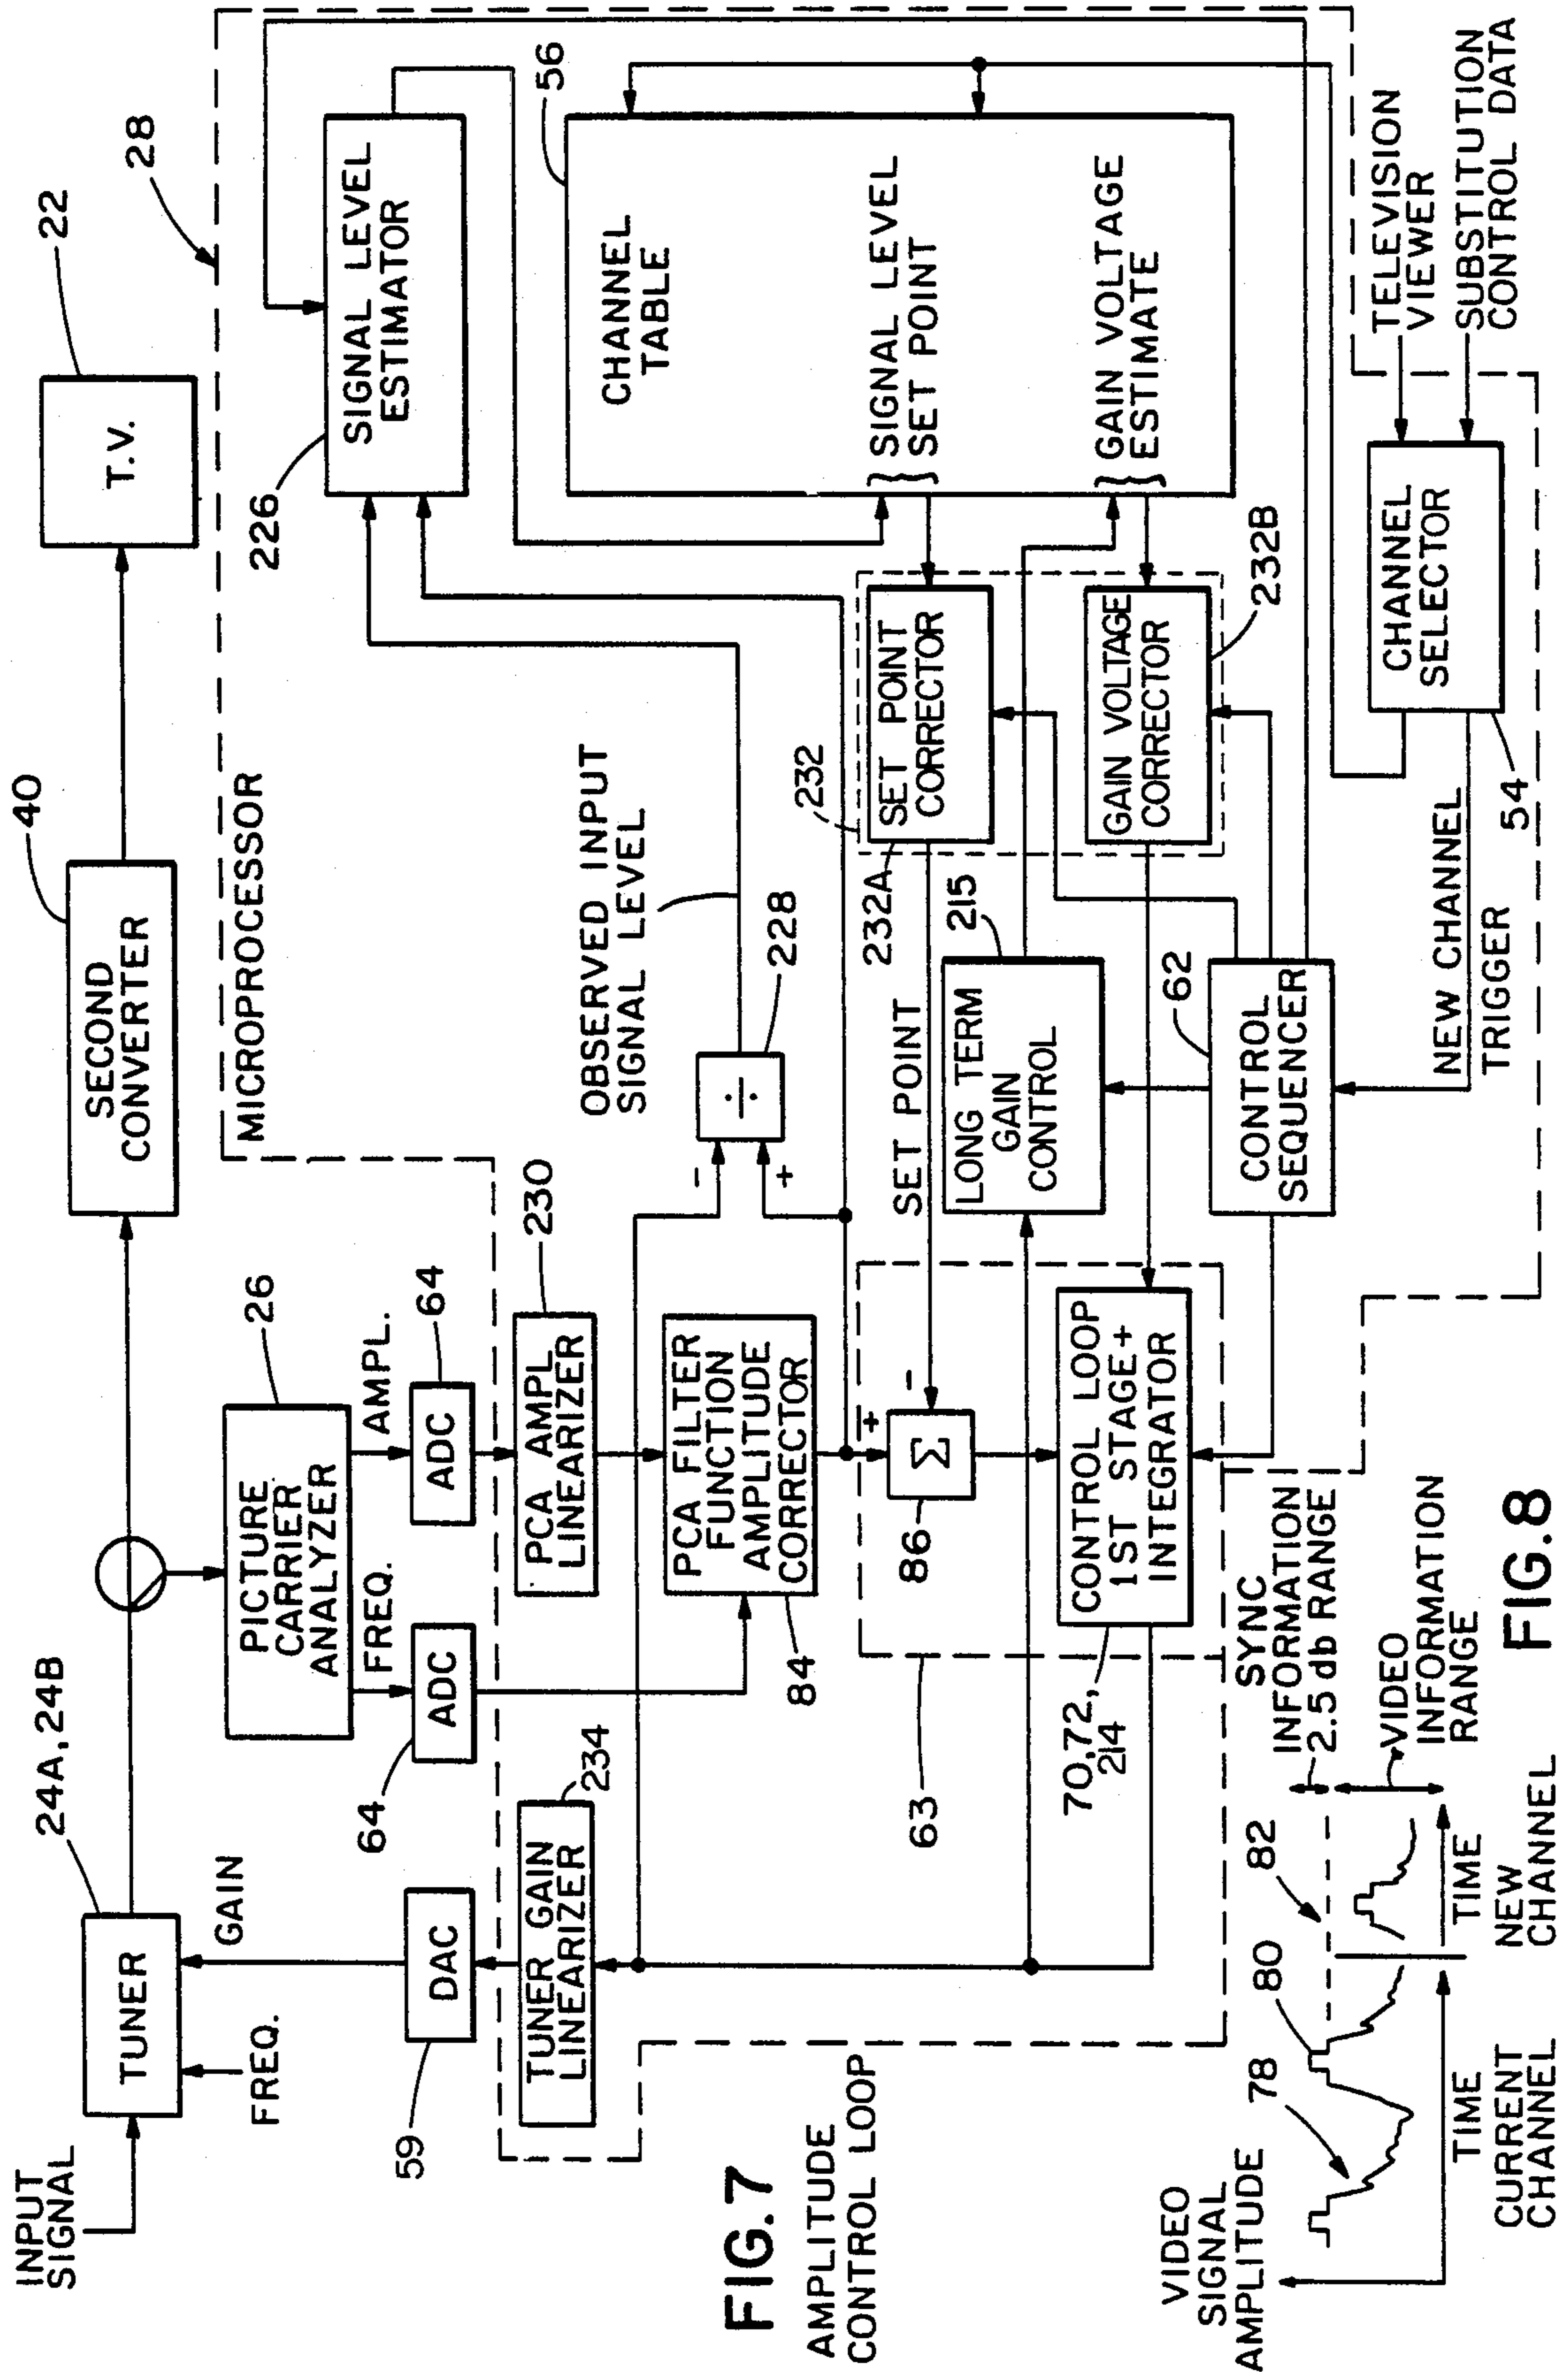 INPUT
SIGNAL
24A, 24B
TUNER
FREQ.
GAIN
40
SECOND
CONVERTER
22
T.V.
28
26
PICTURE
CARRIER
ANALYZER
FREQ.
AMPL.
59
DAC
64
ADC
64
ADC
MICROPROCESSOR
234
TUNER GAIN
LINEARIZER
230
PCA AMPL.
LINEARIZER
226
SIGNAL LEVEL
ESTIMATOR
84
PCA FILTER
FUNCTION
AMPLITUDE
CORRECTOR
228
÷
-
+
OBSERVED INPUT
SIGNAL LEVEL
56
CHANNEL
TABLE
SIGNAL LEVEL
SET POINT
GAIN VOLTAGE
ESTIMATE
63
86
Σ
+
-
SET POINT
232
232A
SET POINT
CORRECTOR
232B
GAIN VOLTAGE
CORRECTOR
215
LONG TERM
GAIN
CONTROL
70,72,
214
CONTROL LOOP
1ST STAGE+
INTEGRATOR
62
CONTROL
SEQUENCER
NEW CHANNEL
TRIGGER
54
CHANNEL
SELECTOR
TELEVISION
VIEWER
SUBSTITUTION
CONTROL DATA
FIG.7
AMPLITUDE
CONTROL LOOP
VIDEO
SIGNAL
AMPLITUDE
78
80
82
SYNC
INFORMATION
2.5 db RANGE
VIDEO
INFORMATION
RANGE
TIME
TIME
CURRENT
CHANNEL
NEW
CHANNEL
FIG.8